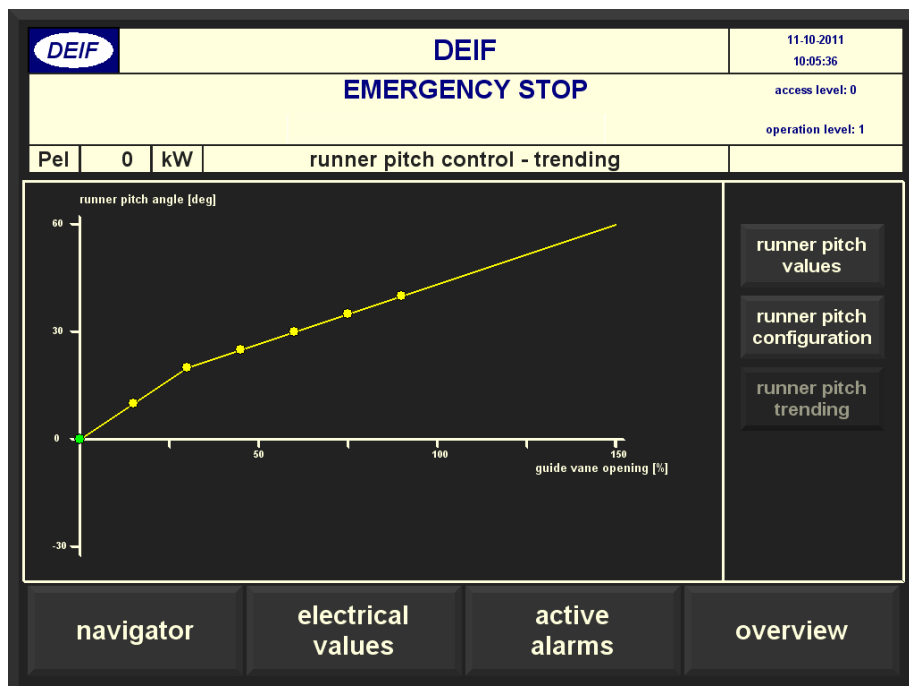 DEIF
DEIF
11-10-2011
10:05:36
EMERGENCY STOP
access level: 0
operation level: 1
Pel 0 kW
runner pitch control - trending
runner pitch angle [deg]
60
30
0
-30
50
100
150
guide vane opening [%]
runner pitch
values
runner pitch
configuration
runner pitch
trending
navigator
electrical
values
active
alarms
overview